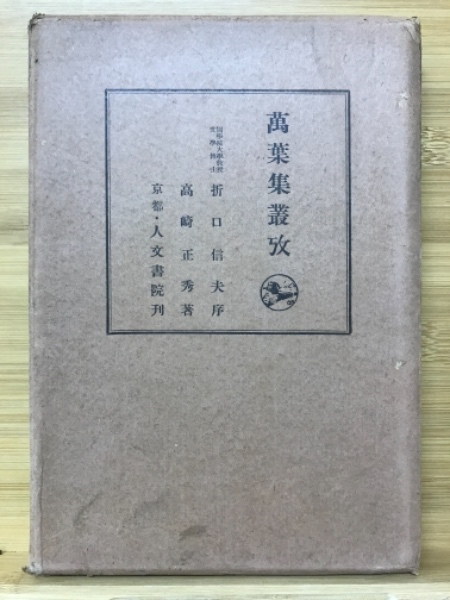 萬葉集叢攷
國學院大學敎授
文學博士
折口信夫序
高崎正秀著
京都・人文書院刊